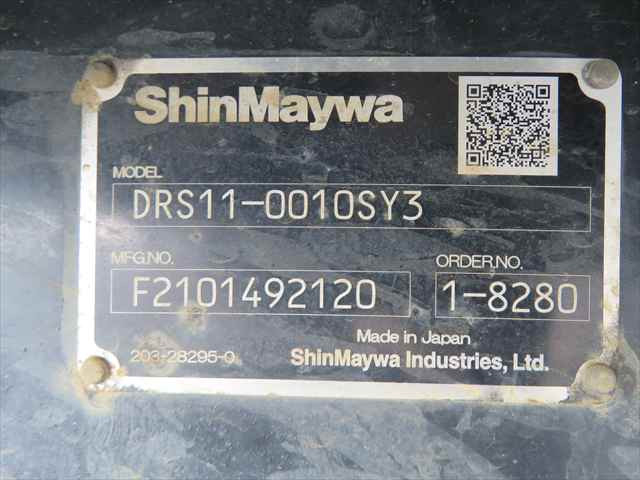 ShinMaywa
MODEL
DRS11-0010SY3
MFG.NO. ORDER.NO.
F2101492120 1-8280
Made in Japan
203-28295-0 ShinMaywa Industries, Ltd.